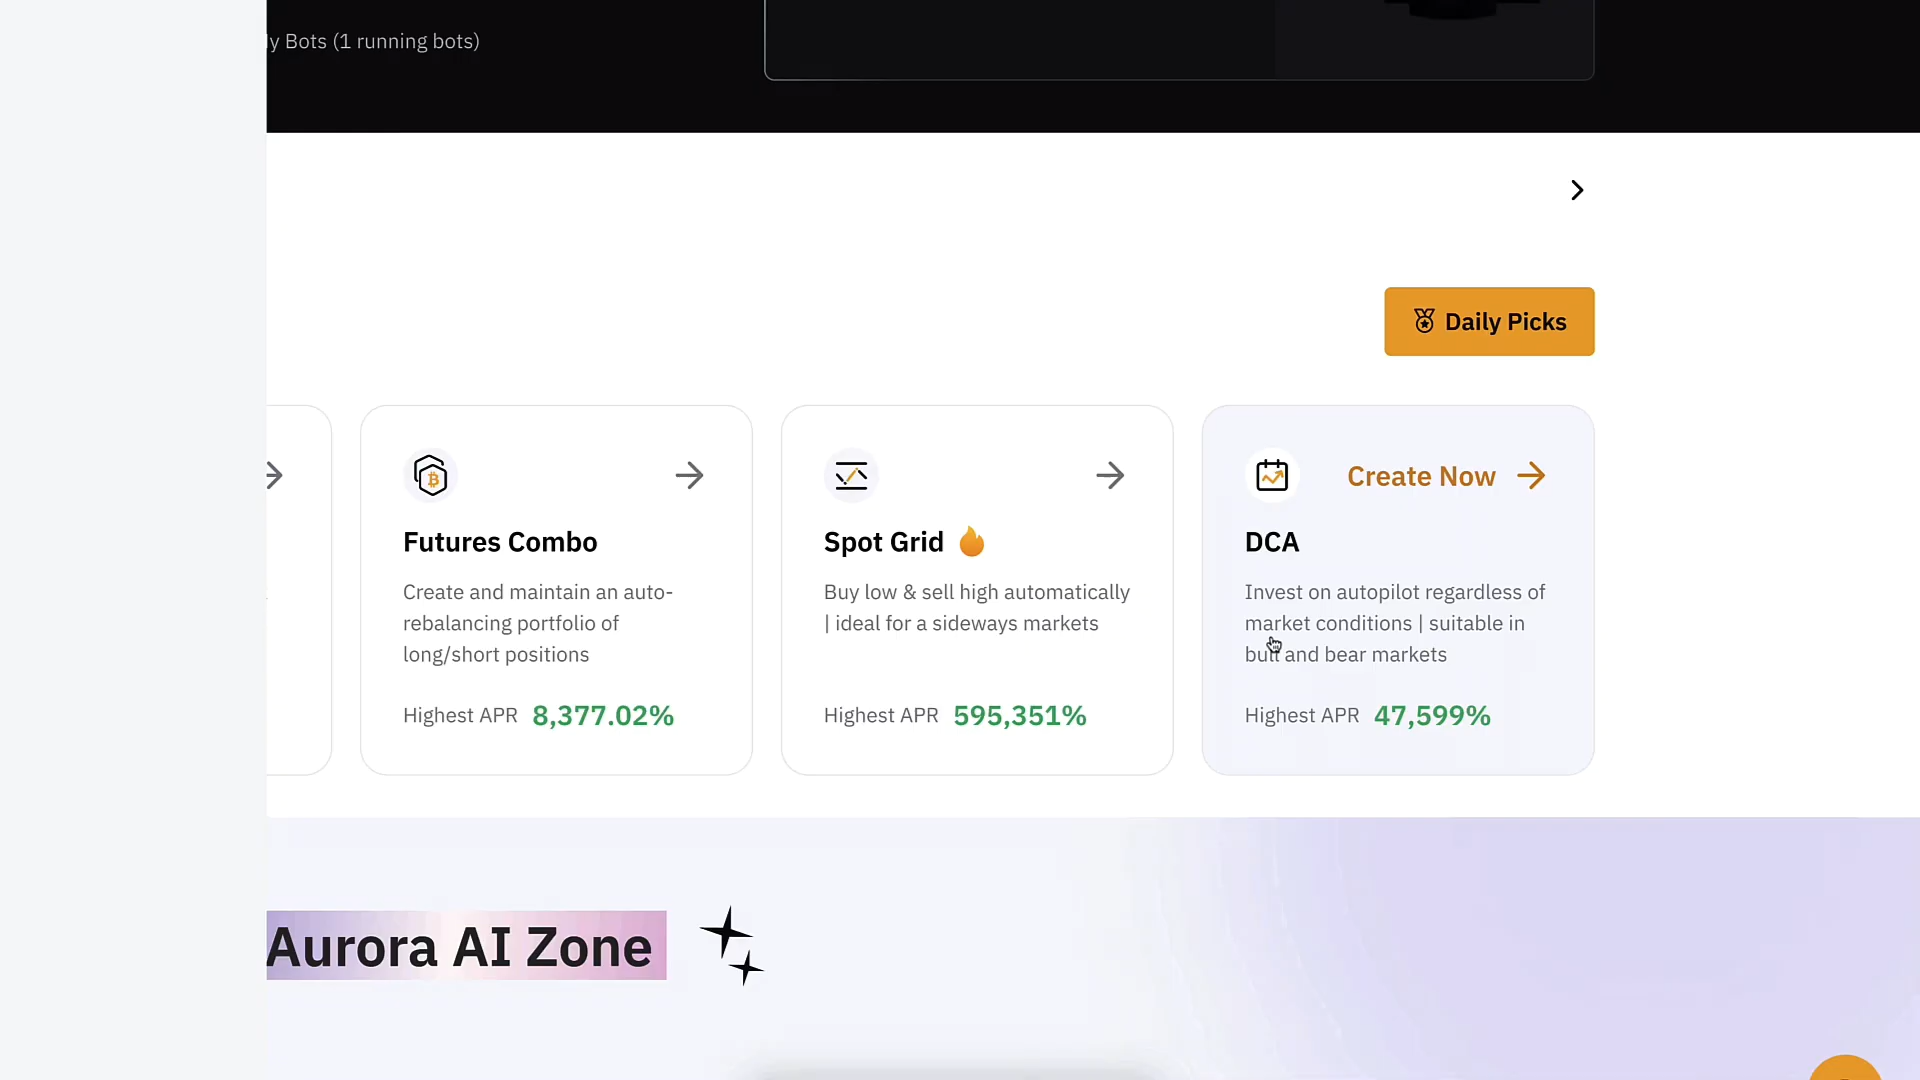 y Bots (1 running bots)
Daily Picks
Futures Combo
Create and maintain an auto-
rebalancing portfolio of
long/short positions
Highest APR 8,377.02%
Spot Grid
Buy low & sell high automatically
| ideal for a sideways markets
Highest APR 595,351%
Create Now
DCA
Invest on autopilot regardless of
market conditions | suitable in
bull and bear markets
Highest APR 47,599%
Aurora AI Zone